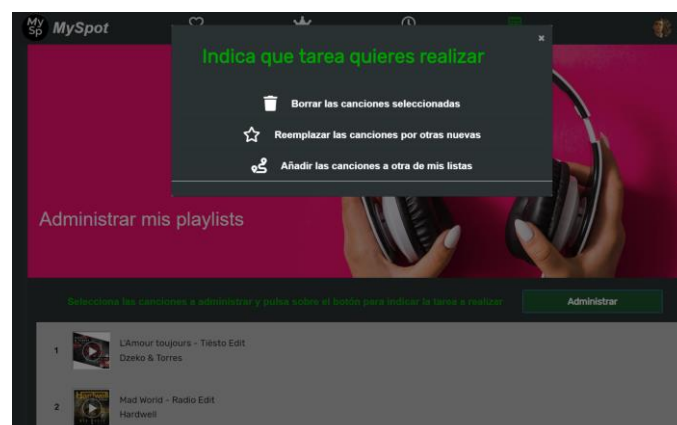 My
Sp MySpot
Indica que tarea quieres realizar
×
Borrar las canciones seleccionadas
Reemplazar las canciones por otras nuevas
Añadir las canciones a otra de mis listas
Administrar mis playlists
Selecciona las canciones a administrar y pulsa sobre el botón para indicar la tarea a realizar
Administrar
1
L'Amour toujours - Tiësto Edit
Dzeko & Torres
2
Mad World - Radio Edit
Hardwell